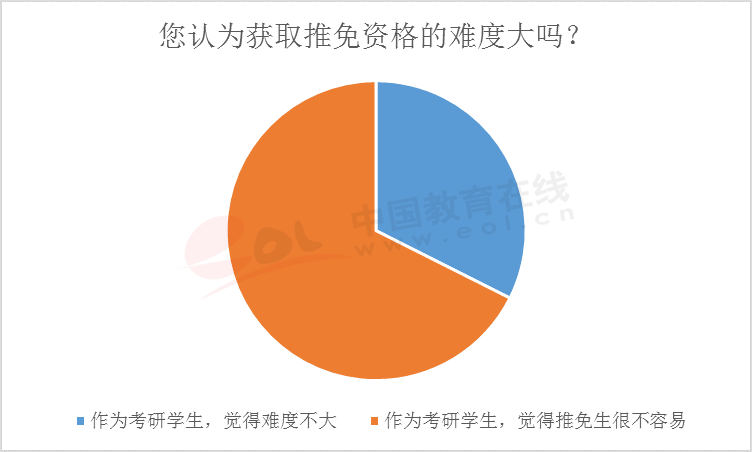 您认为获取推免资格的难度大吗？
eoL 中国教育在线
www.eol.cn
作为考研学生，觉得难度不大
作为考研学生，觉得推免生很不容易